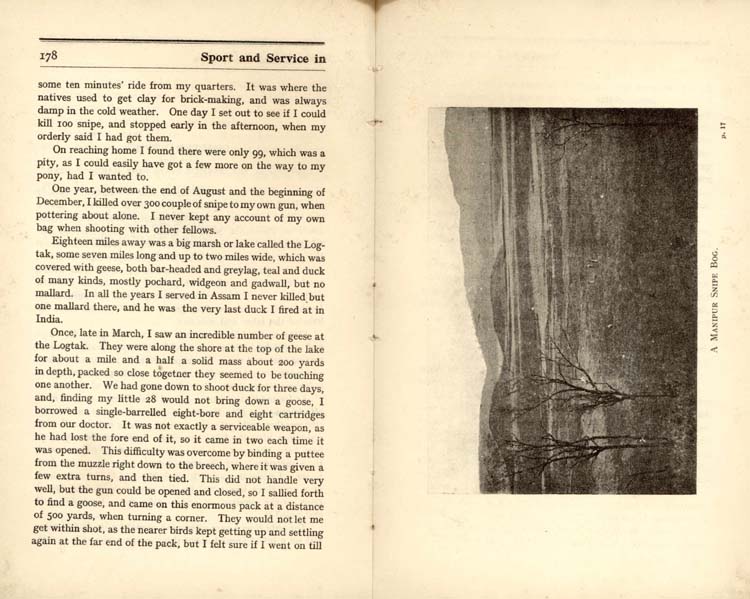 178 Sport and Service in
some ten minutes' ride from my quarters. It was where the
natives used to get clay for brick-making, and was always
damp in the cold weather. One day I set out to see if I could
kill 100 snipe, and stopped early in the afternoon, when my
orderly said I had got them.
On reaching home I found there were only 99, which was a
pity, as I could easily have got a few more on the way to my
pony, had I wanted to.
One year, between the end of August and the beginning of
December, I killed over 300 couple of snipe to my own gun, when
pottering about alone. I never kept any account of my own
bag when shooting with other fellows.
Eighteen miles away was a big marsh or lake called the Log-
tak, some seven miles long and up to two miles wide, which was
covered with geese, both bar-headed and greylag, teal and duck
of many kinds, mostly pochard, widgeon and gadwall, but no
mallard. In all the years I served in Assam I never killed but
one mallard there, and he was the very last duck I fired at in
India.
Once, late in March, I saw an incredible number of geese at
the Logtak. They were along the shore at the top of the lake
for about a mile and a half a solid mass about 200 yards
in depth, packed so close together they seemed to be touching
one another. We had gone down to shoot duck for three days,
and, finding my little 28 would not bring down a goose, I
borrowed a single-barrelled eight-bore and eight cartridges
from our doctor. It was not exactly a serviceable weapon, as
he had lost the fore end of it, so it came in two each time it
was opened. This difficulty was overcome by binding a puttee
from the muzzle right down to the breech, where it was given a
few extra turns, and then tied. This did not handle very
well, but the gun could be opened and closed, so I sallied forth
to find a goose, and came on this enormous pack at a distance
of 500 yards, when turning a corner. They would not let me
get within shot, as the nearer birds kept getting up and settling
again at the far end of the pack, but I felt sure if I went on till
A Manipur Snipe Bog.